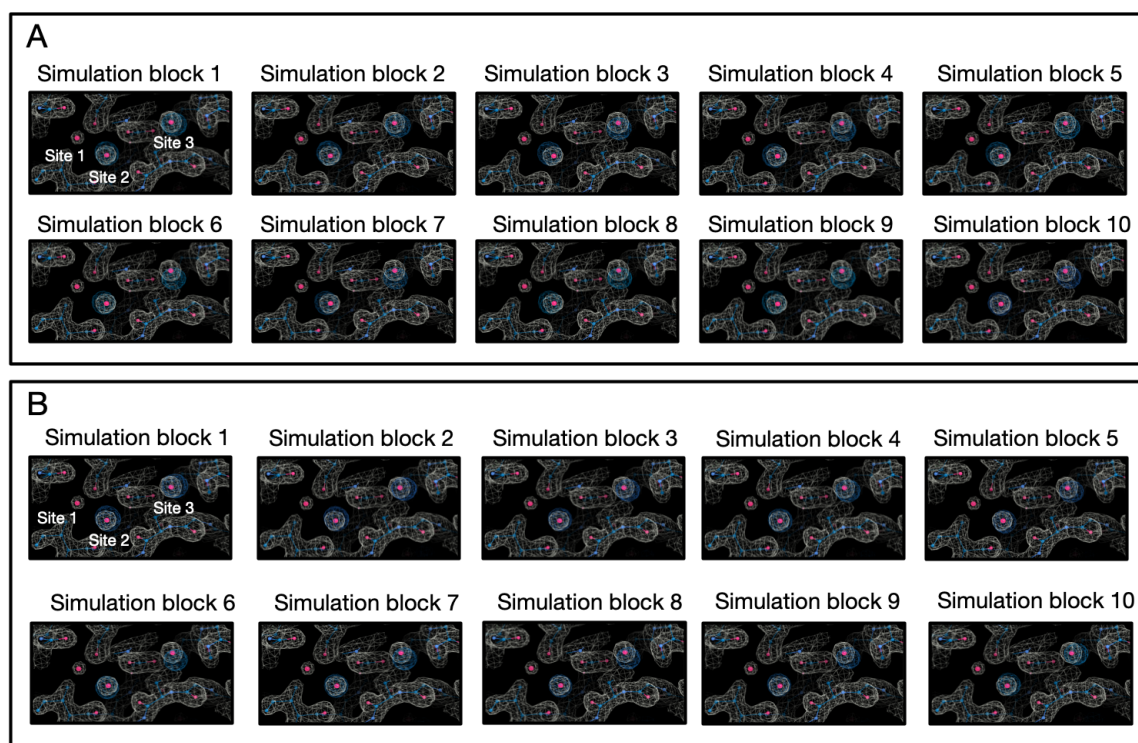 A
Simulation block 1
Simulation block 2
Simulation block 3
Simulation block 4
Simulation block 5
Site 1
Site 2
Site 3
Simulation block 6
Simulation block 7
Simulation block 8
Simulation block 9
Simulation block 10
B
Simulation block 1
Simulation block 2
Simulation block 3
Simulation block 4
Simulation block 5
Site 1
Site 2
Site 3
Simulation block 6
Simulation block 7
Simulation block 8
Simulation block 9
Simulation block 10